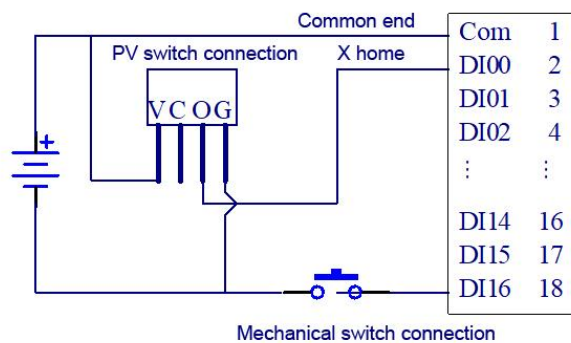 Common end
PV switch connection
X home
V C O G
+
Com 1
DI00 2
DI01 3
DI02 4
⋮ ⋮
DI14 16
DI15 17
DI16 18
Mechanical switch connection